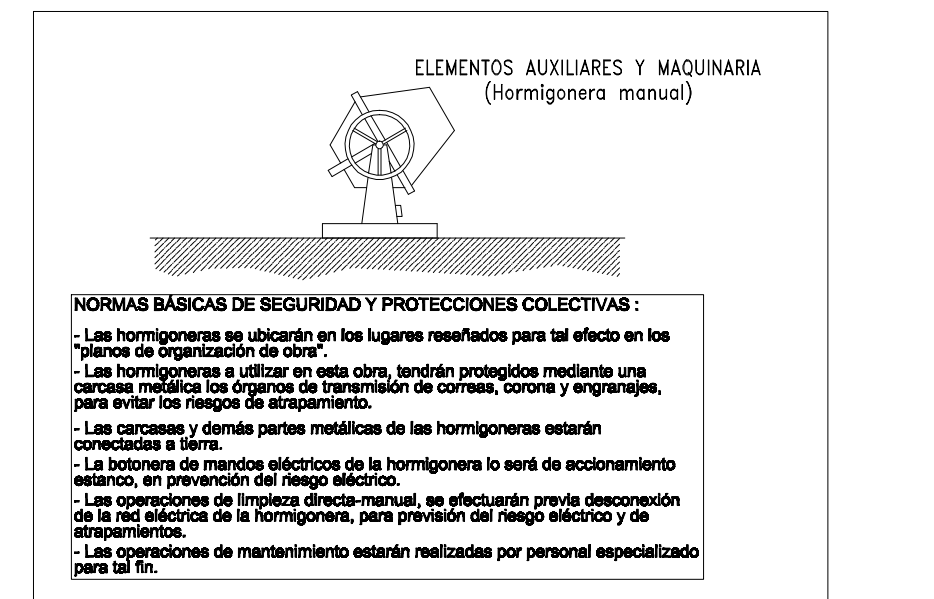 ELEMENTOS AUXILIARES Y MAQUINARIA
(Hormigonera manual)
NORMAS BÁSICAS DE SEGURIDAD Y PROTECCIONES COLECTIVAS :
- Las hormigoneras se ubicarán en los lugares reseñados para tal efecto en los
"planos de organización de obra".
- Las hormigoneras a utilizar en esta obra, tendrán protegidos mediante una
carcasa metálica los órganos de transmisión de correas, corona y engranajes,
para evitar los riesgos de atrapamiento.
- Las carcasas y demás partes metálicas de las hormigoneras estarán
conectadas a tierra.
- La botonera de mandos eléctricos de la hormigonera lo será de accionamiento
estanco, en prevención del riesgo eléctrico.
- Las operaciones de limpieza directa-manual, se efectuarán previa desconexión
de la red eléctrica de la hormigonera, para previsión del riesgo eléctrico y de
atrapamientos.
- Las operaciones de mantenimiento estarán realizadas por personal especializado
para tal fin.